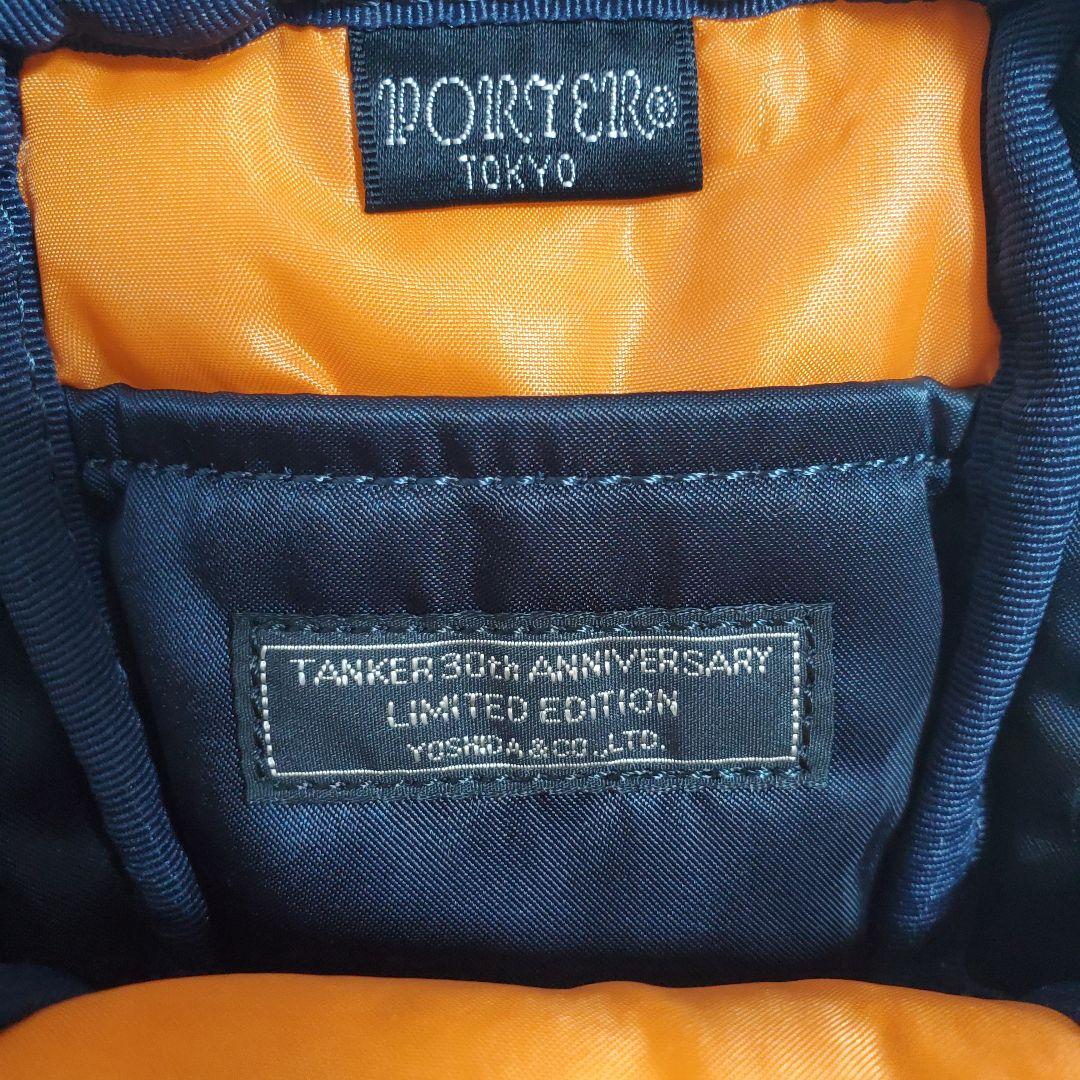 PORTER®
TOKYO
TANKER 30th ANNIVERSARY
LIMITED EDITION
YOSHIDA & CO., LTD.